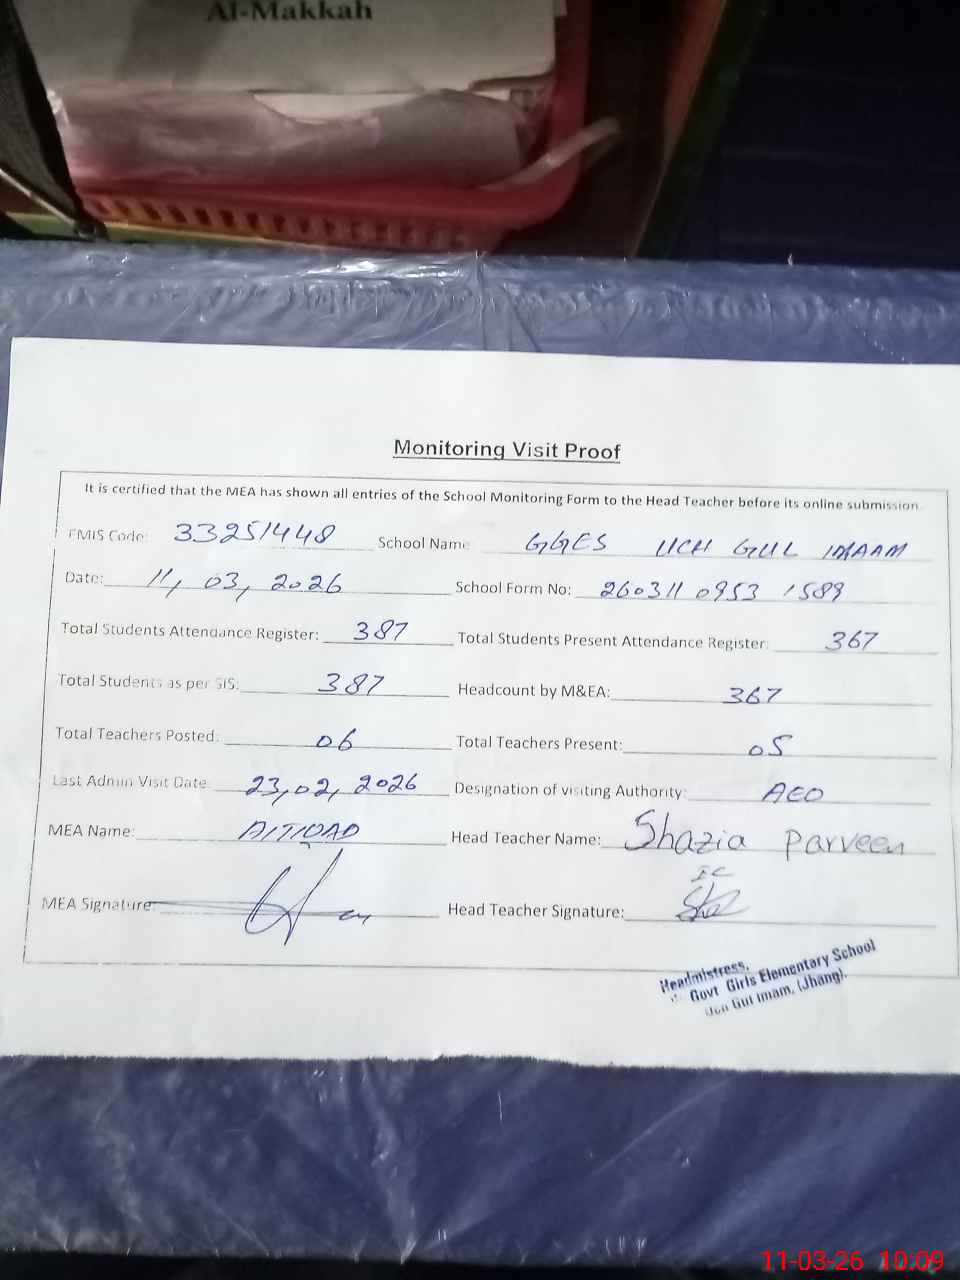 Al-Makkah
Monitoring Visit Proof
It is certified that the MEA has shown all entries of the School Monitoring Form to the Head Teacher before its online submission.
EMIS Code: 33251448 School Name GGES UCH GUL IMAAM
Date: 11, 03, 2026 School Form No: 260311 0953 1589
Total Students Attendance Register: 387 Total Students Present Attendance Register: 367
Total Students as per SIS: 387 Headcount by M&EA: 367
Total Teachers Posted: 06 Total Teachers Present: 05
Last Admin Visit Date: 23,02, 2026 Designation of visiting Authority: AEO
MEA Name: Head Teacher Name: Shazia Parveen
MEA Signature: Head Teacher Signature:
Headmistress,
Govt Girls Elementary School
Uch Gul Imam, (Jhang).
11-03-26 10:09